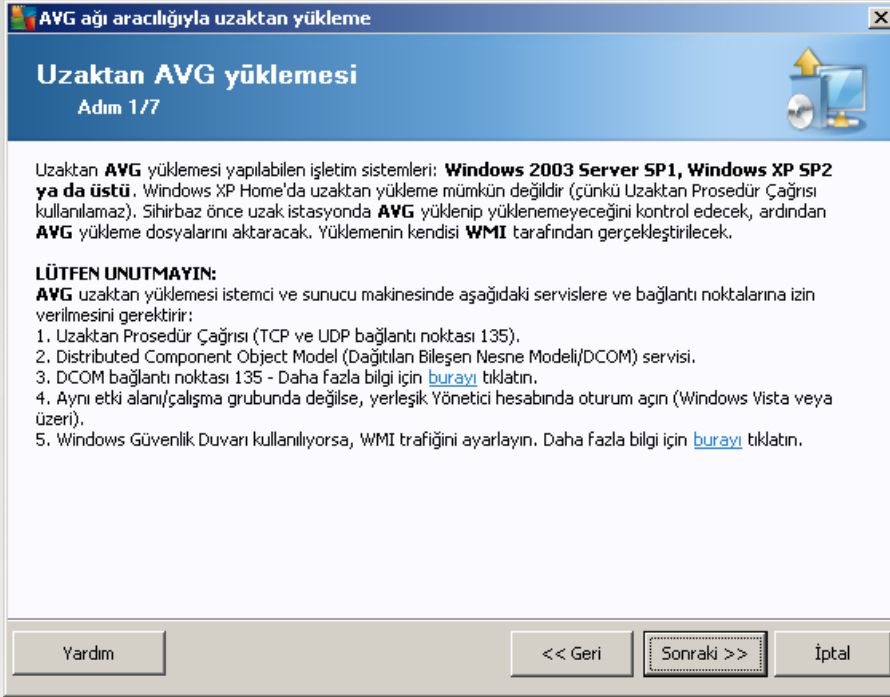 AVG ağı aracılığıyla uzaktan yükleme
Uzaktan AVG yüklemesi
Adım 1/7
Uzaktan AVG yüklemesi yapılabilen işletim sistemleri: Windows 2003 Server SP1, Windows XP SP2
ya da üstü. Windows XP Home'da uzaktan yükleme mümkün değildir (çünkü Uzaktan Prosedür Çağrısı
kullanılamaz). Sihirbaz önce uzak istasyonda AVG yüklenip yüklenemeyeceğini kontrol edecek, ardından
AVG yükleme dosyalarını aktaracak. Yüklemenin kendisi WMI tarafından gerçekleştirilecek.
LÜTFEN UNUTMAYIN:
AVG uzaktan yüklemesi istemci ve sunucu makinesinde aşağıdaki servislere ve bağlantı noktalarına izin
verilmesini gerektirir:
1. Uzaktan Prosedür Çağrısı (TCP ve UDP bağlantı noktası 135).
2. Distributed Component Object Model (Dağıtılan Bileşen Nesne Modeli/DCOM) servisi.
3. DCOM bağlantı noktası 135 - Daha fazla bilgi için burayı tıklatın.
4. Aynı etki alanı/çalışma grubunda değilse, yerleşik Yönetici hesabında oturum açın (Windows Vista veya
üzeri).
5. Windows Güvenlik Duvarı kullanılıyorsa, WMI trafiğini ayarlayın. Daha fazla bilgi için burayı tıklatın.
Yardım
<< Geri
Sonraki >>
İptal